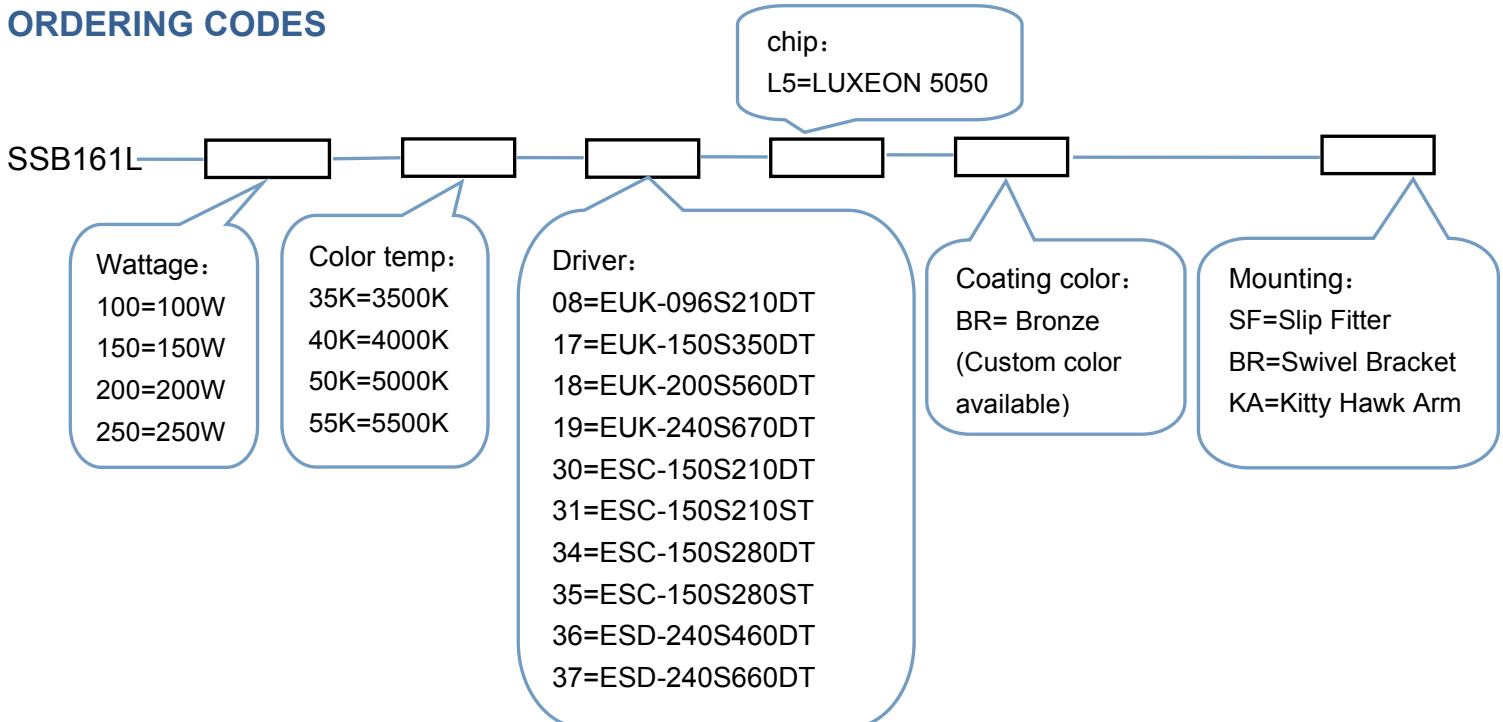 ORDERING CODES
chip：
L5=LUXEON 5050
SSB161L
Wattage：
100=100W
150=150W
200=200W
250=250W
Color temp：
35K=3500K
40K=4000K
50K=5000K
55K=5500K
Driver：
08=EUK-096S210DT
17=EUK-150S350DT
18=EUK-200S560DT
19=EUK-240S670DT
30=ESC-150S210DT
31=ESC-150S210ST
34=ESC-150S280DT
35=ESC-150S280ST
36=ESD-240S460DT
37=ESD-240S660DT
Coating color：
BR= Bronze
(Custom color
available)
Mounting：
SF=Slip Fitter
BR=Swivel Bracket
KA=Kitty Hawk Arm